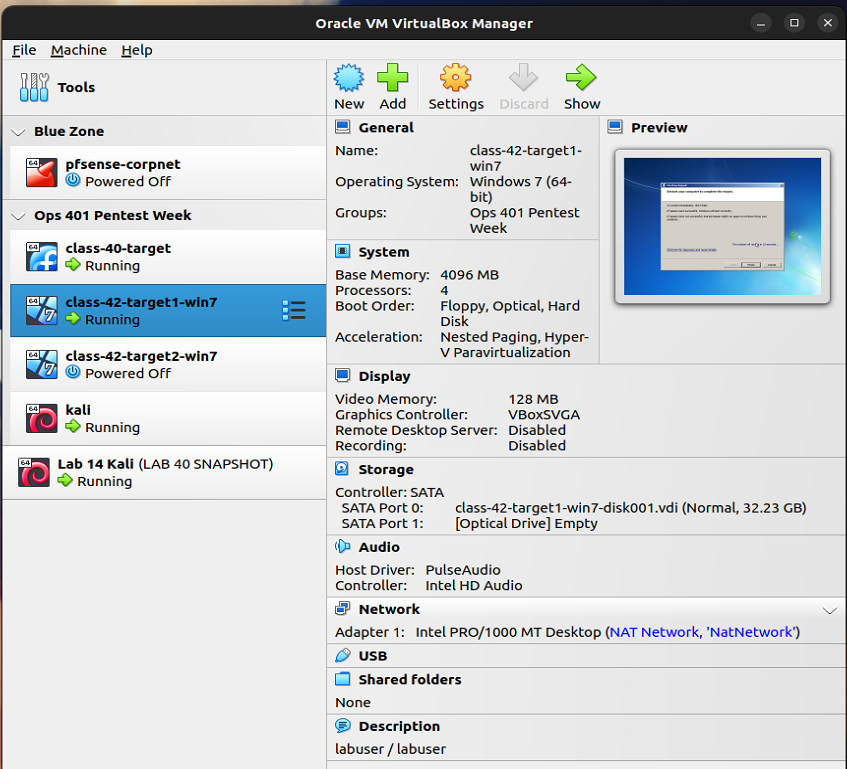 Oracle VM VirtualBox Manager
File Machine Help
Tools
New Add Settings Discard Show
Blue Zone
64 pfsense-corpnet
Powered Off
Ops 401 Pentest Week
64 class-40-target
Running
64 class-42-target1-win7
Running
64 class-42-target2-win7
Powered Off
64 kali
Running
64 Lab 14 Kali (LAB 40 SNAPSHOT)
Running
General
Name: class-42-target1-
win7
Operating System: Windows 7 (64-
bit)
Groups: Ops 401 Pentest
Week
Preview
System
Base Memory: 4096 MB
Processors: 4
Boot Order: Floppy, Optical, Hard
Disk
Acceleration: Nested Paging, Hyper-
V Paravirtualization
Display
Video Memory: 128 MB
Graphics Controller: VBoxSVGA
Remote Desktop Server: Disabled
Recording: Disabled
Storage
Controller: SATA
SATA Port 0: class-42-target1-win7-disk001.vdi (Normal, 32.23 GB)
SATA Port 1: [Optical Drive] Empty
Audio
Host Driver: PulseAudio
Controller: Intel HD Audio
Network
Adapter 1: Intel PRO/1000 MT Desktop (NAT Network, 'NatNetwork')
USB
Shared folders
None
Description
labuser / labuser